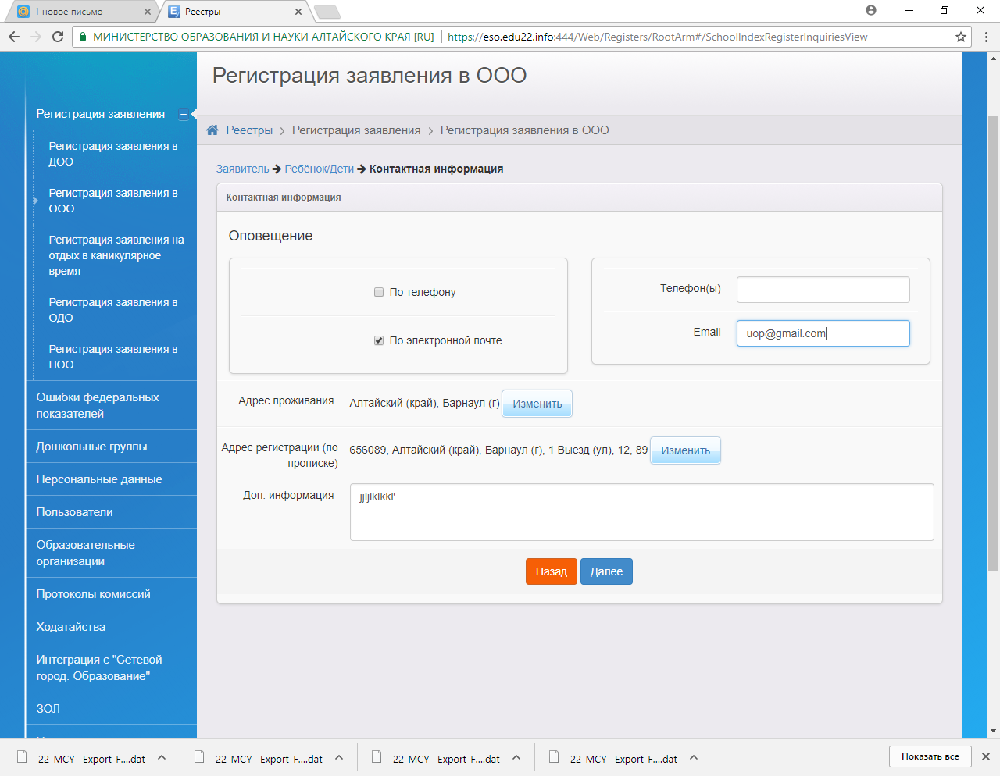 1 новое письмо
Реестры
МИНИСТЕРСТВО ОБРАЗОВАНИЯ И НАУКИ АЛТАЙСКОГО КРАЯ [RU]
https://eso.edu22.info:444/Web/Registers/RootArm#/SchoolIndexRegisterInquiriesView
Регистрация заявления
Регистрация заявления в
ДОО
Регистрация заявления в
ООО
Регистрация заявления на
отдых в каникулярное
время
Регистрация заявления в
ОДО
Регистрация заявления в
ПОО
Ошибки федеральных
показателей
Дошкольные группы
Персональные данные
Пользователи
Образовательные
организации
Протоколы комиссий
Ходатайства
Интеграция с "Сетевой
город. Образование"
ЗОЛ
Регистрация заявления в ООО
Реестры > Регистрация заявления > Регистрация заявления в ООО
Заявитель → Ребёнок/Дети → Контактная информация
Контактная информация
Оповещение
По телефону
По электронной почте
Телефон(ы)
Email uop@gmail.com
Адрес проживания Алтайский (край), Барнаул (г) Изменить
Адрес регистрации (по
прописке)
656089, Алтайский (край), Барнаул (г), 1 Выезд (ул), 12, 89 Изменить
Доп. информация jjljlklkkl'
Назад Далее
22_MCY__Export_F....dat
22_MCY__Export_F....dat
22_MCY__Export_F....dat
22_MCY__Export_F....dat
Показать все